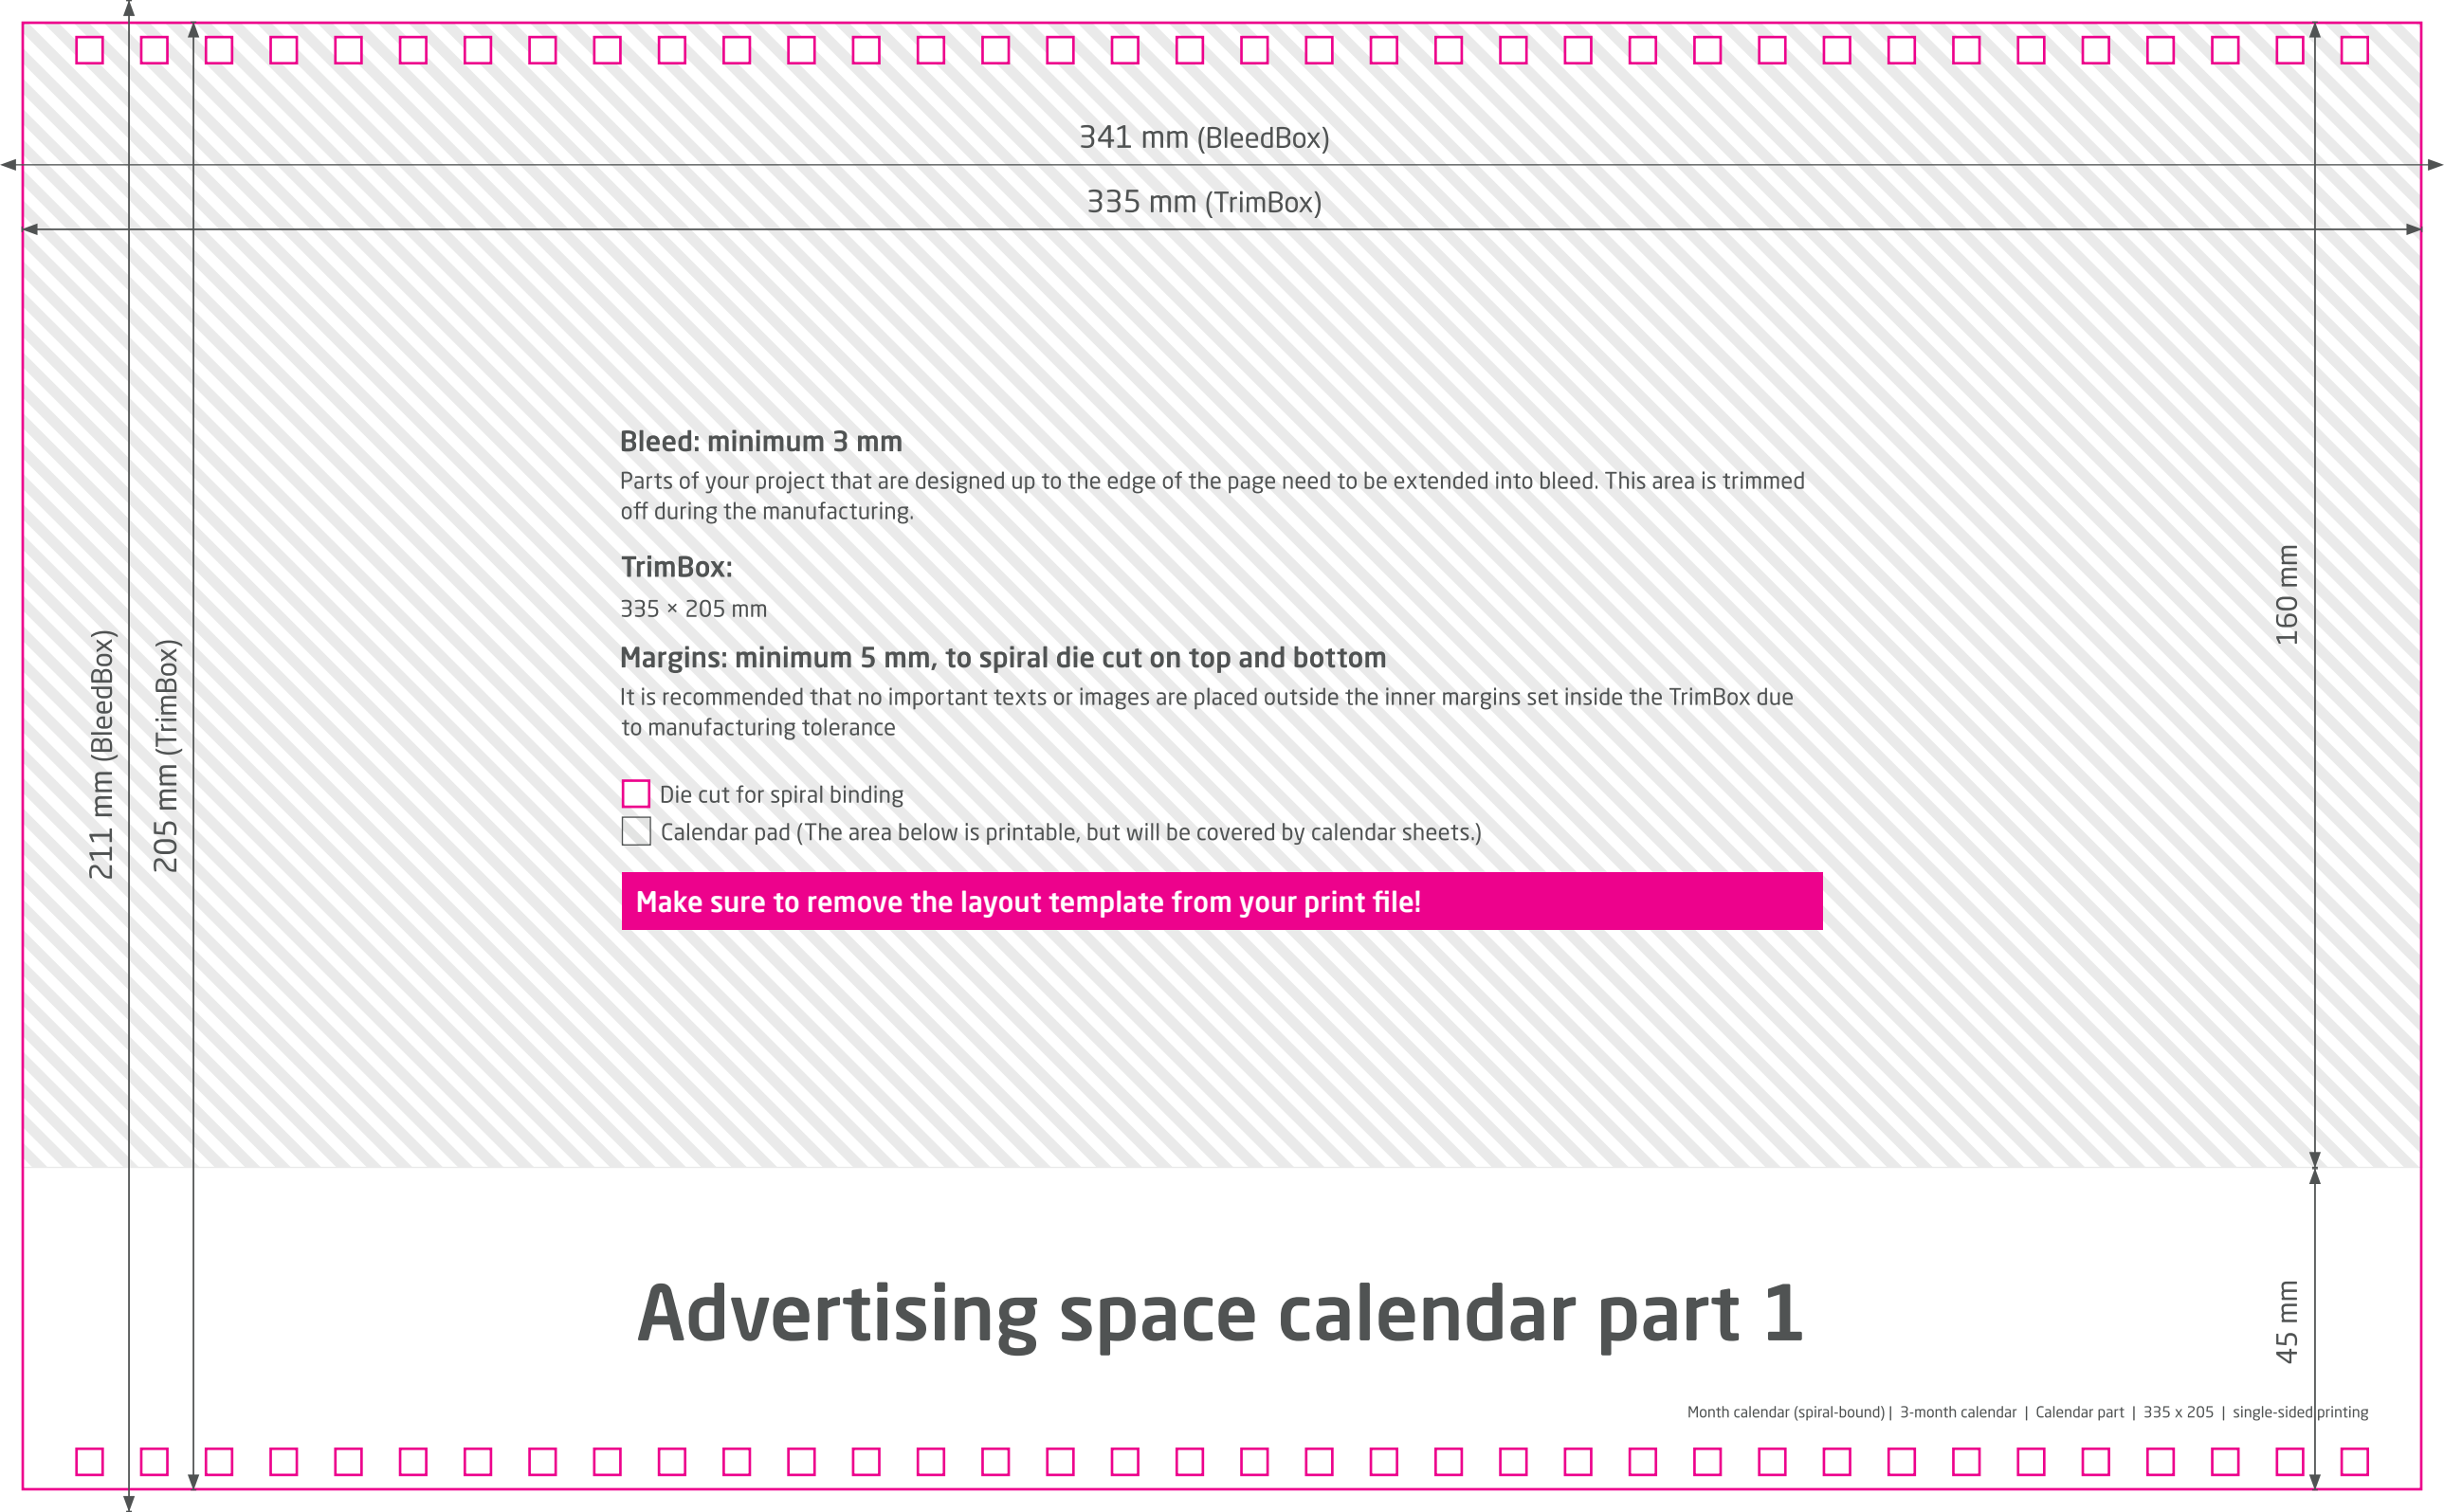 341 mm (BleedBox)
335 mm (TrimBox)
Bleed: minimum 3 mm
Parts of your project that are designed up to the edge of the page need to be extended into bleed. This area is trimmed
off during the manufacturing.
TrimBox:
335 × 205 mm
Margins: minimum 5 mm, to spiral die cut on top and bottom
It is recommended that no important texts or images are placed outside the inner margins set inside the TrimBox due
to manufacturing tolerance
Die cut for spiral binding
Calendar pad (The area below is printable, but will be covered by calendar sheets.)
Make sure to remove the layout template from your print file!
211 mm (BleedBox)
205 mm (TrimBox)
160 mm
45 mm
Advertising space calendar part 1
Month calendar (spiral-bound) | 3-month calendar | Calendar part | 335 x 205 | single-sided printing